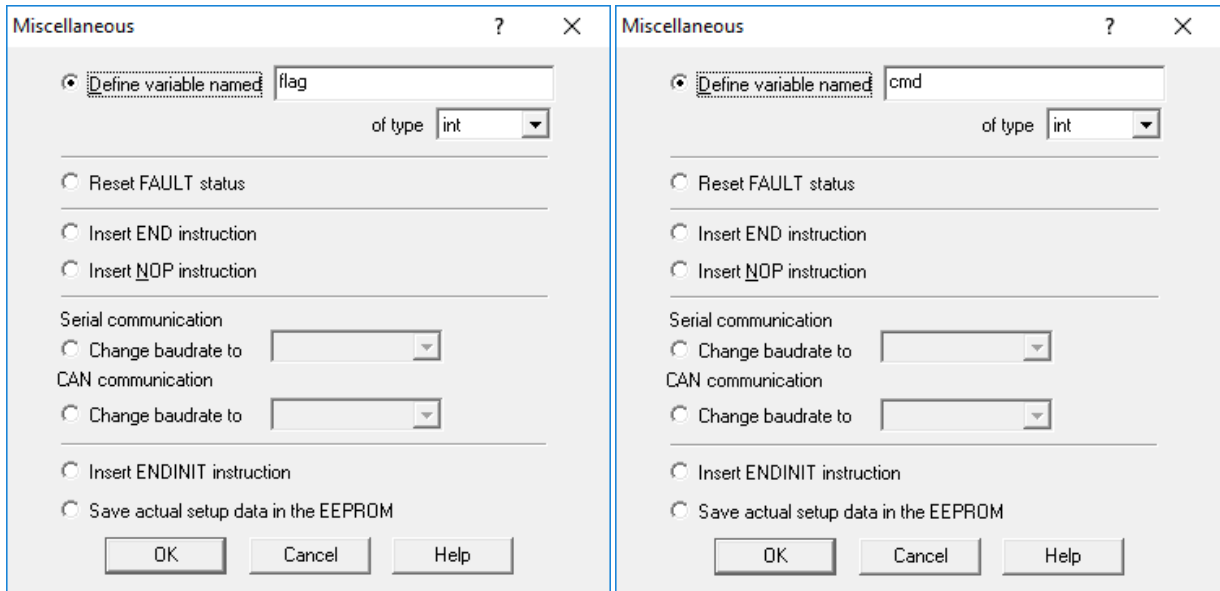 Miscellaneous ?
Define variable named flag
of type int
Reset FAULT status
Insert END instruction
Insert NOP instruction
Serial communication
Change baudrate to
CAN communication
Change baudrate to
Insert ENDINIT instruction
Save actual setup data in the EEPROM
OK Cancel Help
Miscellaneous ?
Define variable named cmd
of type int
Reset FAULT status
Insert END instruction
Insert NOP instruction
Serial communication
Change baudrate to
CAN communication
Change baudrate to
Insert ENDINIT instruction
Save actual setup data in the EEPROM
OK Cancel Help